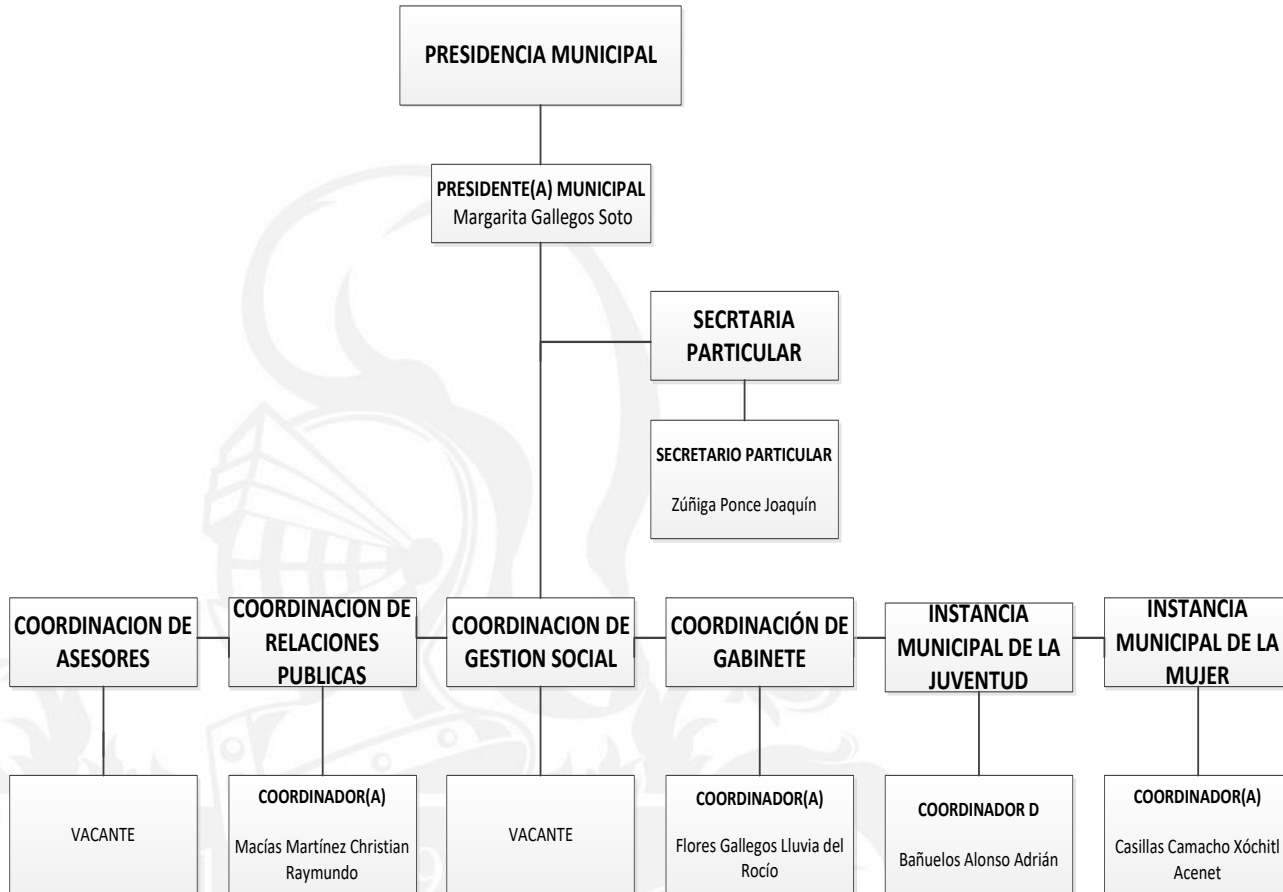 PRESIDENCIA MUNICIPAL
PRESIDENTE(A) MUNICIPAL
Margarita Gallegos Soto
SECRTARIA
PARTICULAR
SECRETARIO PARTICULAR
Zúñiga Ponce Joaquín
COORDINACION DE
ASESORES
COORDINACION DE
RELACIONES
PUBLICAS
COORDINACION DE
GESTION SOCIAL
COORDINACIÓN DE
GABINETE
INSTANCIA
MUNICIPAL DE LA
JUVENTUD
INSTANCIA
MUNICIPAL DE LA
MUJER
VACANTE
COORDINADOR(A)
Macías Martínez Christian
Raymundo
VACANTE
COORDINADOR(A)
Flores Gallegos Lluvia del
Rocío
COORDINADOR D
Bañuelos Alonso Adrián
COORDINADOR(A)
Casillas Camacho Xóchitl
Acenet